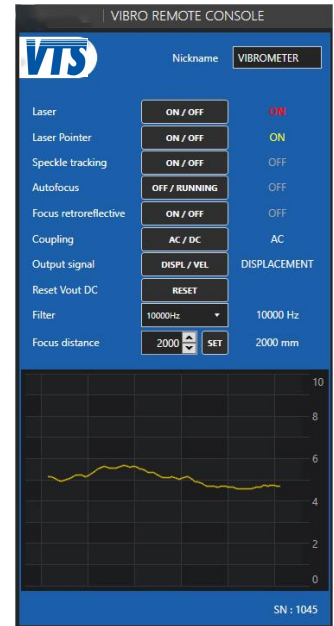 VIBRO REMOTE CONSOLE
VTS
Nickname VIBROMETER
Laser ON / OFF ON
Laser Pointer ON / OFF ON
Speckle tracking ON / OFF OFF
Autofocus OFF / RUNNING OFF
Focus retroreflective ON / OFF OFF
Coupling AC / DC AC
Output signal DISPL / VEL DISPLACEMENT
Reset Vout DC RESET
Filter 10000Hz 10000 Hz
Focus distance 2000 SET 2000 mm
10
8
6
4
2
0
SN : 1045